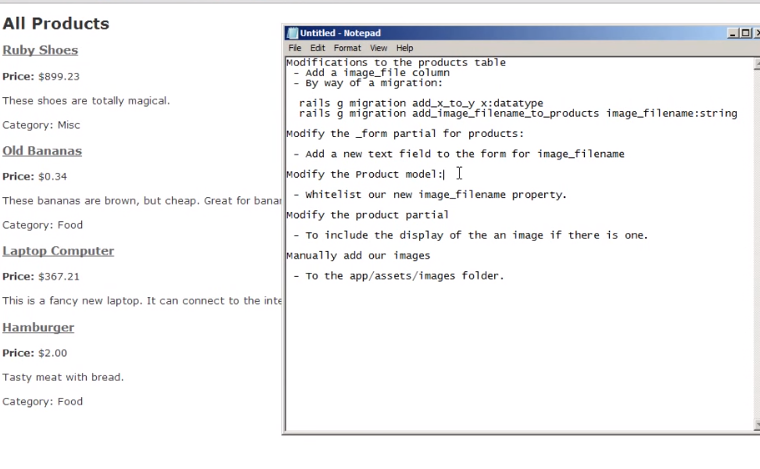 All Products
Ruby Shoes
Price: $899.23
These shoes are totally magical.
Category: Misc
Old Bananas
Price: $0.34
These bananas are brown, but cheap. Great for
Category: Food
Laptop Computer
Price: $367.21
This is a fancy new laptop. It can connect to the
Category: Food
Hamburger
Price: $2.00
Tasty meat with bread.
Category: Food
Untitled - Notepad
File Edit Format View Help
Modifications to the products table
- Add a image_file column
- By way of a migration:
rails g migration add_x_to_y x:datatype
rails g migration add_image_filename_to_products image_filename:string
Modify the _form partial for products:
- Add a new text field to the form for image_filename
Modify the Product model:
- Whitelist our new image_filename property.
Modify the product partial
- To include the display of the an image if there is one.
Manually add our images
- To the app/assets/images folder.